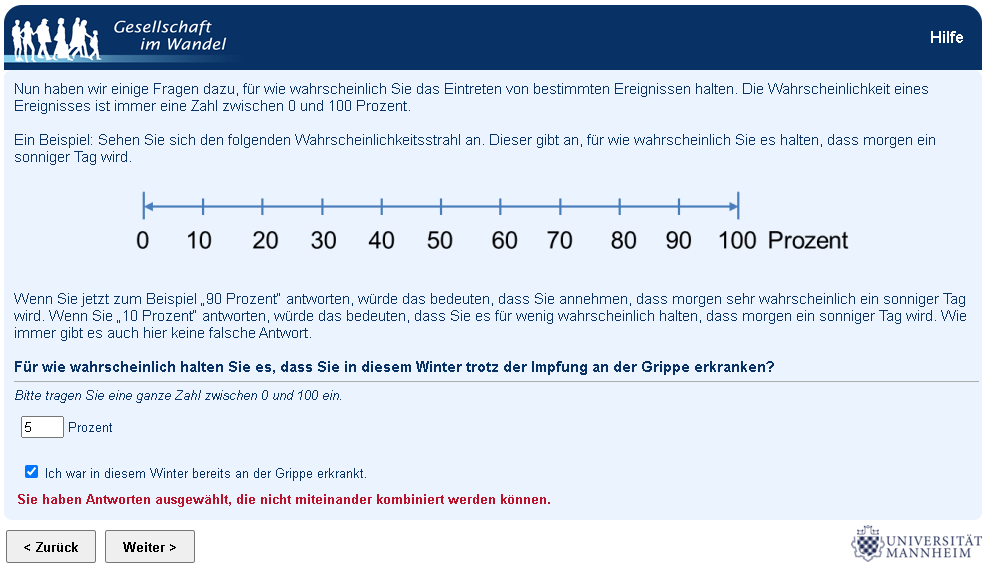 Gesellschaft
im Wandel
Hilfe
Nun haben wir einige Fragen dazu, für wie wahrscheinlich Sie das Eintreten von bestimmten Ereignissen halten. Die Wahrscheinlichkeit eines
Ereignisses ist immer eine Zahl zwischen 0 und 100 Prozent.
Ein Beispiel: Sehen Sie sich den folgenden Wahrscheinlichkeitsstrahl an. Dieser gibt an, für wie wahrscheinlich Sie es halten, dass morgen ein
sonniger Tag wird.
0 10 20 30 40 50 60 70 80 90 100 Prozent
Wenn Sie jetzt zum Beispiel „90 Prozent“ antworten, würde das bedeuten, dass Sie annehmen, dass morgen sehr wahrscheinlich ein sonniger Tag
wird. Wenn Sie „10 Prozent“ antworten, würde das bedeuten, dass Sie es für wenig wahrscheinlich halten, dass morgen ein sonniger Tag wird. Wie
immer gibt es auch hier keine falsche Antwort.
Für wie wahrscheinlich halten Sie es, dass Sie in diesem Winter trotz der Impfung an der Grippe erkranken?
Bitte tragen Sie eine ganze Zahl zwischen 0 und 100 ein.
5 Prozent
Ich war in diesem Winter bereits an der Grippe erkrankt.
Sie haben Antworten ausgewählt, die nicht miteinander kombiniert werden können.
< Zurück Weiter >
UNIVERSITÄT
MANNHEIM